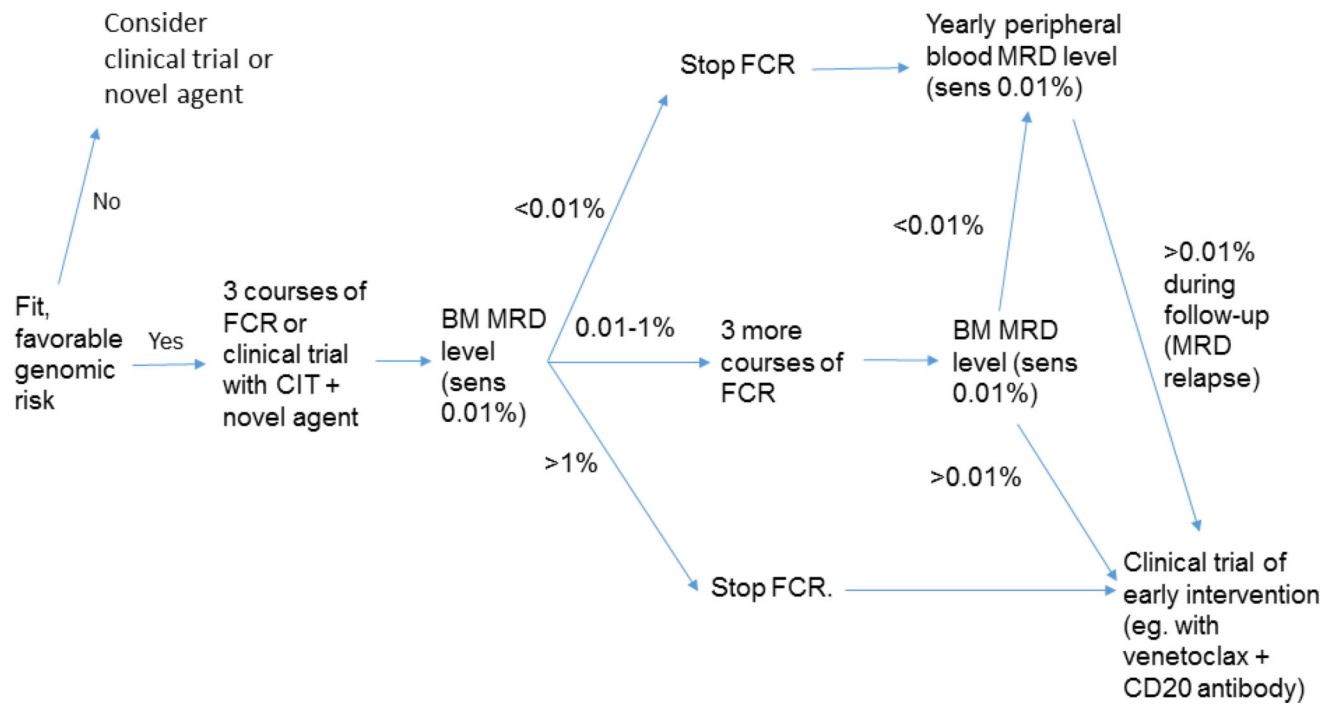 Consider
clinical trial or
novel agent
No
Fit,
favorable
genomic
risk
Yes
3 courses of
FCR or
clinical trial
with CIT +
novel agent
BM MRD
level
(sens
0.01%)
<0.01%
0.01-1%
>1%
Stop FCR
3 more
courses of
FCR
Stop FCR.
Yearly peripheral
blood MRD level
(sens 0.01%)
<0.01%
BM MRD
level (sens
0.01%)
>0.01%
>0.01%
during
follow-up
(MRD
relapse)
Clinical trial of
early intervention
(eg. with
venetoclax +
CD20 antibody)